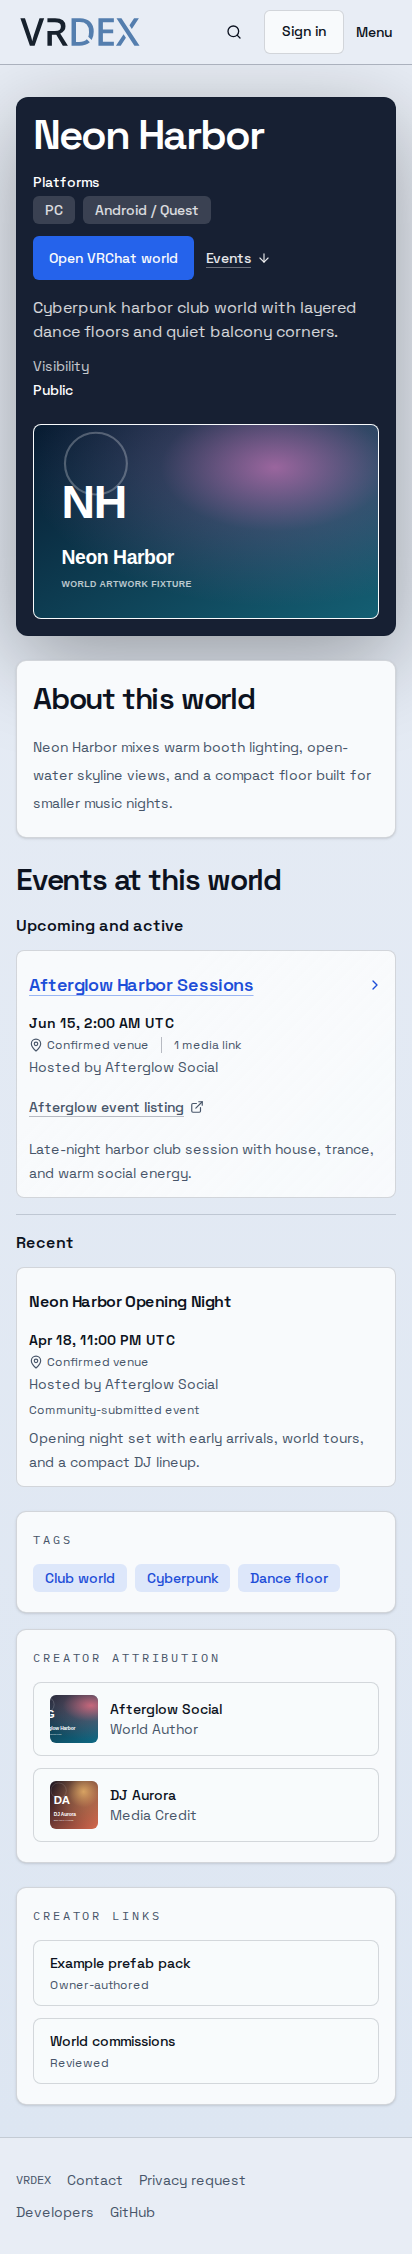 VRDEX
Sign in
Menu
Neon Harbor
Platforms
PC
Android / Quest
Open VRChat world
Events
Cyberpunk harbor club world with layered
dance floors and quiet balcony corners.
Visibility
Public
NH
Neon Harbor
WORLD ARTWORK FIXTURE
About this world
Neon Harbor mixes warm booth lighting, open-
water skyline views, and a compact floor built for
smaller music nights.
Events at this world
Upcoming and active
Afterglow Harbor Sessions
Jun 15, 2:00 AM UTC
Confirmed venue
1 media link
Hosted by Afterglow Social
Afterglow event listing
Late-night harbor club session with house, trance,
and warm social energy.
Recent
Neon Harbor Opening Night
Apr 18, 11:00 PM UTC
Confirmed venue
Hosted by Afterglow Social
Community-submitted event
Opening night set with early arrivals, world tours,
and a compact DJ lineup.
TAGS
Club world
Cyberpunk
Dance floor
CREATOR ATTRIBUTION
Afterglow Social
World Author
DA
DJ Aurora
DJ Aurora
Media Credit
CREATOR LINKS
Example prefab pack
Owner-authored
World commissions
Reviewed
VRDEX
Contact
Privacy request
Developers
GitHub